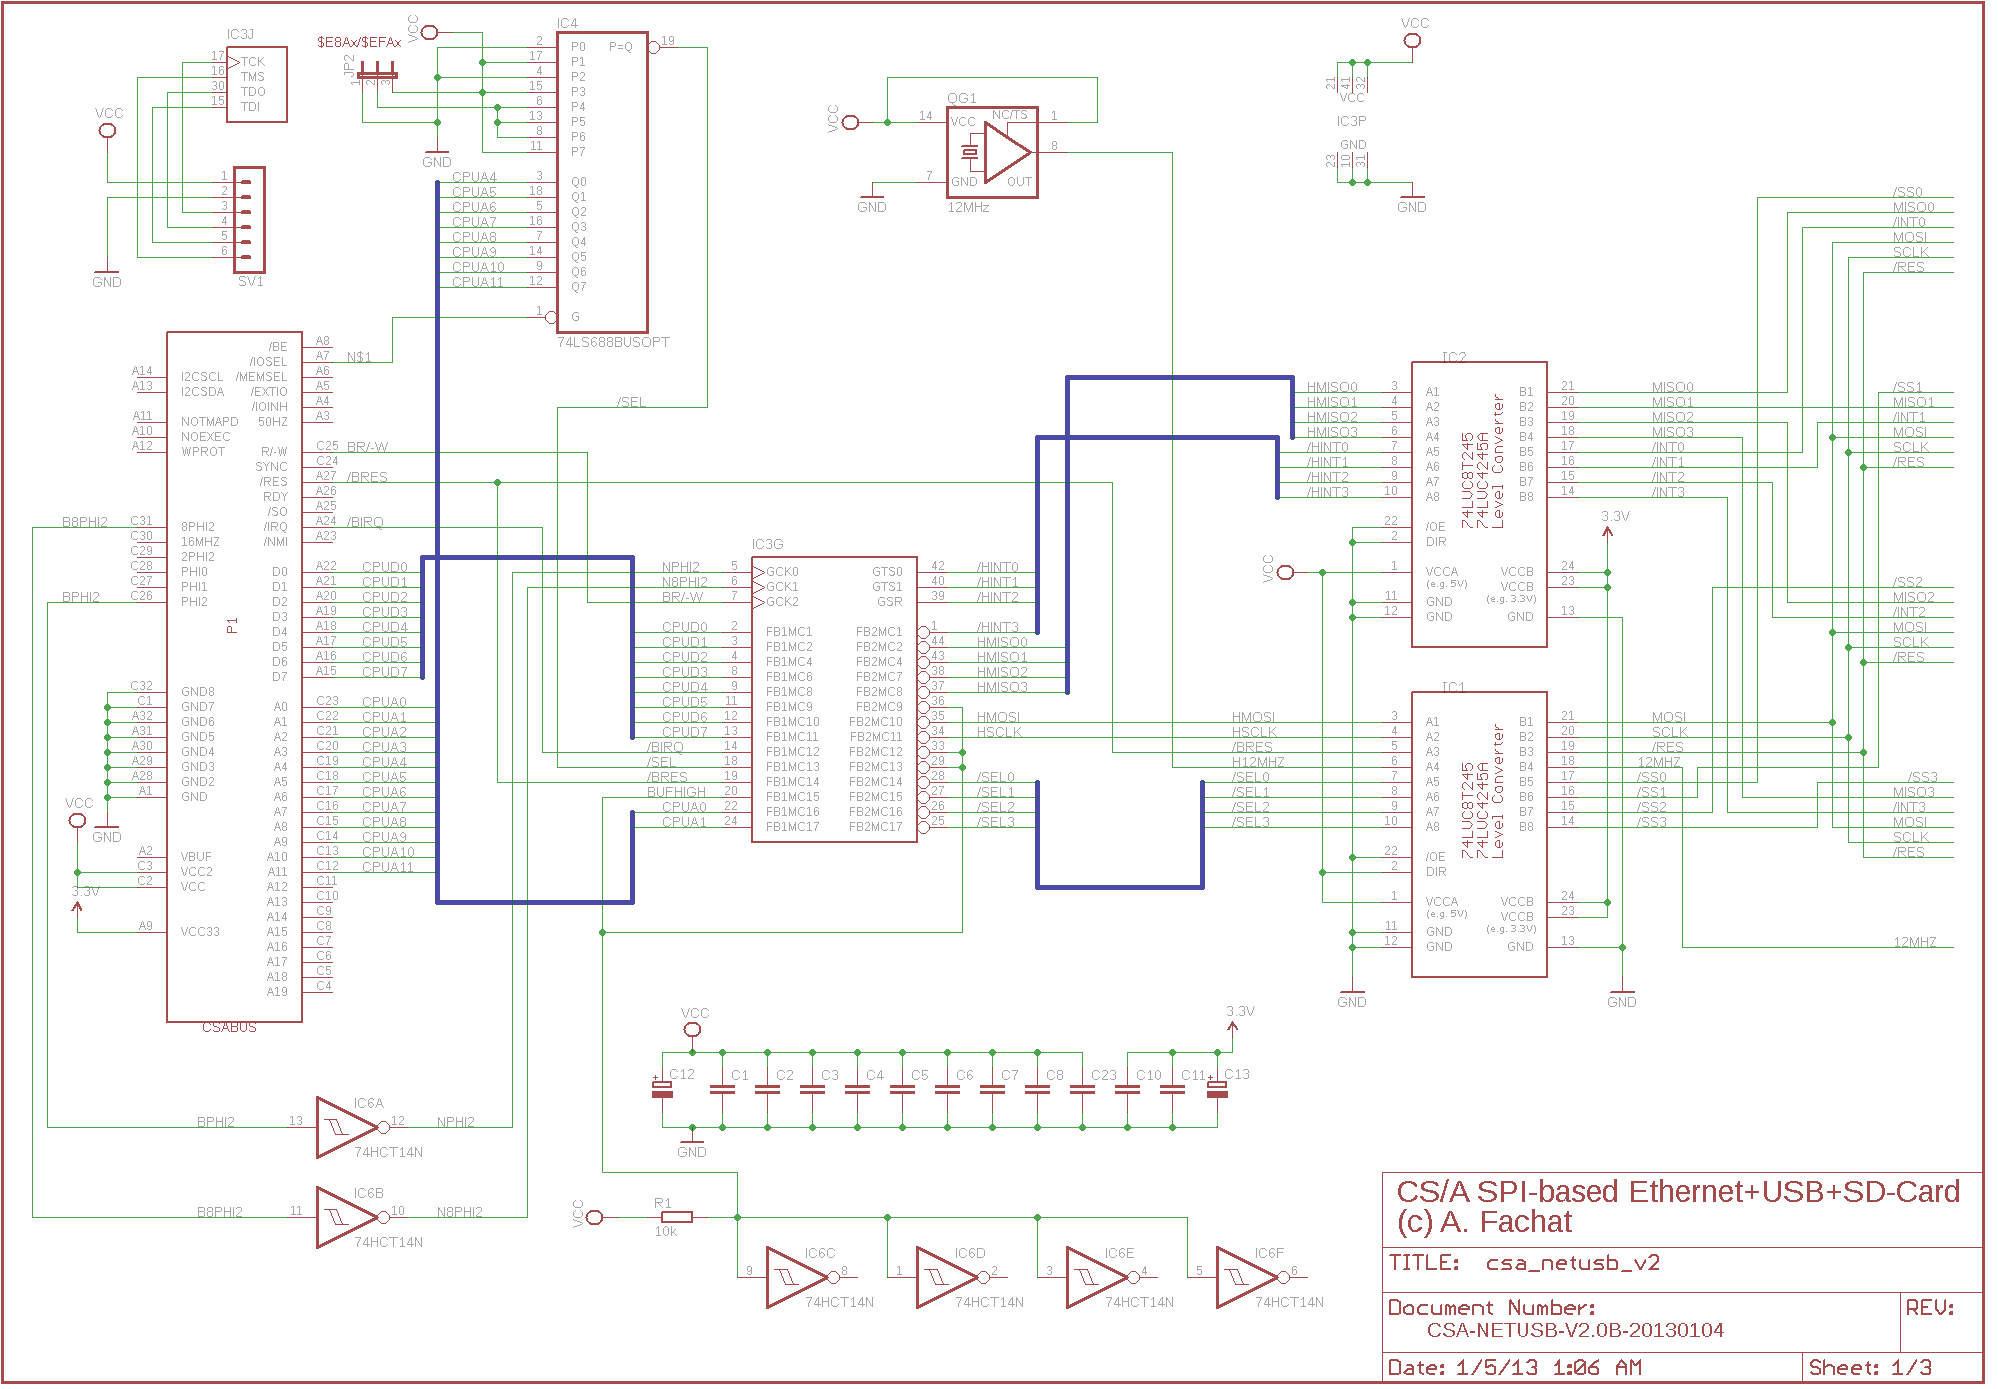 IC3J
17 TCK
16 TMS
30 TDO
15 TDI
$E8Ax/$EFAx
JP2
1 2 3
VCC
IC4
2 P0 P=Q 19
17 P1
4 P2
15 P3
6 P4
13 P5
8 P6
11 P7
GND
CPUA4 3 Q0
CPUA5 18 Q1
CPUA6 5 Q2
CPUA7 16 Q3
CPUA8 7 Q4
CPUA9 14 Q5
CPUA10 9 Q6
CPUA11 12 Q7
1 G
74LS688BUSOPT
VCC
1
2
3
4
5
6
SV1
GND
QG1
VCC 14 VCC NC/TS 1
8
7 GND OUT
GND
12MHz
VCC
21 41 32
VCC
IC3P
GND
23 10 31
GND
/SS0
MISO0
/INT0
MOSI
SCLK
/RES
/BE A8
/IOSEL A7 N$1
A14 I2CSCL /MEMSEL A6
A13 I2CSDA /EXTIO A5
/IOINH A4
A11 NOTMAPD 50HZ A3
A10 NOEXEC
A12 WPROT R/-W C25 BR/-W
SYNC C24
/RES A27 /BRES
RDY A26
/SO A25
B8PHI2 C31 8PHI2 /IRQ A24 /BIRQ
C30 16MHZ /NMI A23
C29 2PHI2
C28 PHI0 D0 A22 CPUD0
C27 PHI1 D1 A21 CPUD1
BPHI2 C26 PHI2 D2 A20 CPUD2
D3 A19 CPUD3
P1
D4 A18 CPUD4
D5 A17 CPUD5
D6 A16 CPUD6
D7 A15 CPUD7
C32 GND8
C1 GND7 A0 C23 CPUA0
A32 GND6 A1 C22 CPUA1
A31 GND5 A2 C21 CPUA2
A30 GND4 A3 C20 CPUA3
A29 GND3 A4 C19 CPUA4
A28 GND2 A5 C18 CPUA5
A1 GND A6 C17 CPUA6
A7 C16 CPUA7
A8 C15 CPUA8
A9 C14 CPUA9
VCC
GND
A2 VBUF A10 C13 CPUA10
C3 VCC2 A11 C12 CPUA11
C2 VCC A12 C11
3.3V
A13 C10
A14 C9
A9 VCC33 A15 C8
A16 C7
A17 C6
A18 C5
A19 C4
CSABUS
/SEL
IC3G
NPHI2 5 GCK0 GTS0 42 /HINT0
N8PHI2 6 GCK1 GTS1 40 /HINT1
BR/-W 7 GCK2 GSR 39 /HINT2
CPUD0 2 FB1MC1 FB2MC1 1 /HINT3
CPUD1 3 FB1MC2 FB2MC2 44 HMISO0
CPUD2 4 FB1MC4 FB2MC4 43 HMISO1
CPUD3 8 FB1MC6 FB2MC7 38 HMISO2
CPUD4 9 FB1MC8 FB2MC8 37 HMISO3
CPUD5 11 FB1MC9 FB2MC9 36
CPUD6 12 FB1MC10 FB2MC10 35 HMOSI
CPUD7 13 FB1MC11 FB2MC11 34 HSCLK
/BIRQ 14 FB1MC12 FB2MC12 33
/SEL 18 FB1MC13 FB2MC13 29
/BRES 19 FB1MC14 FB2MC14 28 /SEL0
BUFHIGH 20 FB1MC15 FB2MC15 27 /SEL1
CPUA0 22 FB1MC16 FB2MC16 26 /SEL2
CPUA1 24 FB1MC17 FB2MC17 25 /SEL3
IC2
HMISO0 3 A1 B1 21 MISO0
HMISO1 4 A2 B2 20 MISO1
HMISO2 5 A3 B3 19 MISO2
HMISO3 6 A4 B4 18 MISO3
/HINT0 7 A5 B5 17 /INT0
/HINT1 8 A6 B6 16 /INT1
/HINT2 9 A7 B7 15 /INT2
/HINT3 10 A8 B8 14 /INT3
74LUC8T245
74LUC4245A
Level Converter
22 /OE
2 DIR
3.3V
VCC
1 VCCA VCCB 24
(e.g. 5V) VCCB 23
(e.g. 3.3V)
11 GND
12 GND GND 13
/SS1
MISO1
/INT1
MOSI
SCLK
/RES
/SS2
MISO2
/INT2
MOSI
SCLK
/RES
IC1
HMOSI 3 A1 B1 21 MOSI
HSCLK 4 A2 B2 20 SCLK
/BRES 5 A3 B3 19 /RES
H12MHZ 6 A4 B4 18 12MHZ
/SEL0 7 A5 B5 17 /SS0
/SEL1 8 A6 B6 16 /SS1
/SEL2 9 A7 B7 15 /SS2
/SEL3 10 A8 B8 14 /SS3
74LUC8T245
74LUC4245A
Level Converter
22 /OE
2 DIR
1 VCCA VCCB 24
(e.g. 5V) VCCB 23
(e.g. 3.3V)
11 GND
12 GND GND 13
GND
GND
/SS3
MISO3
/INT3
MOSI
SCLK
/RES
12MHZ
VCC
3.3V
+ C12 C1 C2 C3 C4 C5 C6 C7 C8 C23 C10 C11 + C13
GND
IC6A
BPHI2 13 12 NPHI2
74HCT14N
IC6B
B8PHI2 11 10 N8PHI2
74HCT14N
VCC
R1
10k
IC6C
9 8
74HCT14N
IC6D
1 2
74HCT14N
IC6E
3 4
74HCT14N
IC6F
5 6
74HCT14N
CS/A SPI-based Ethernet+USB+SD-Card
(c) A. Fachat
TITLE: csa_netusb_v2
Document Number:
REV:
CSA-NETUSB-V2.0B-20130104
Date: 1/5/13 1:06 AM
Sheet: 1/3